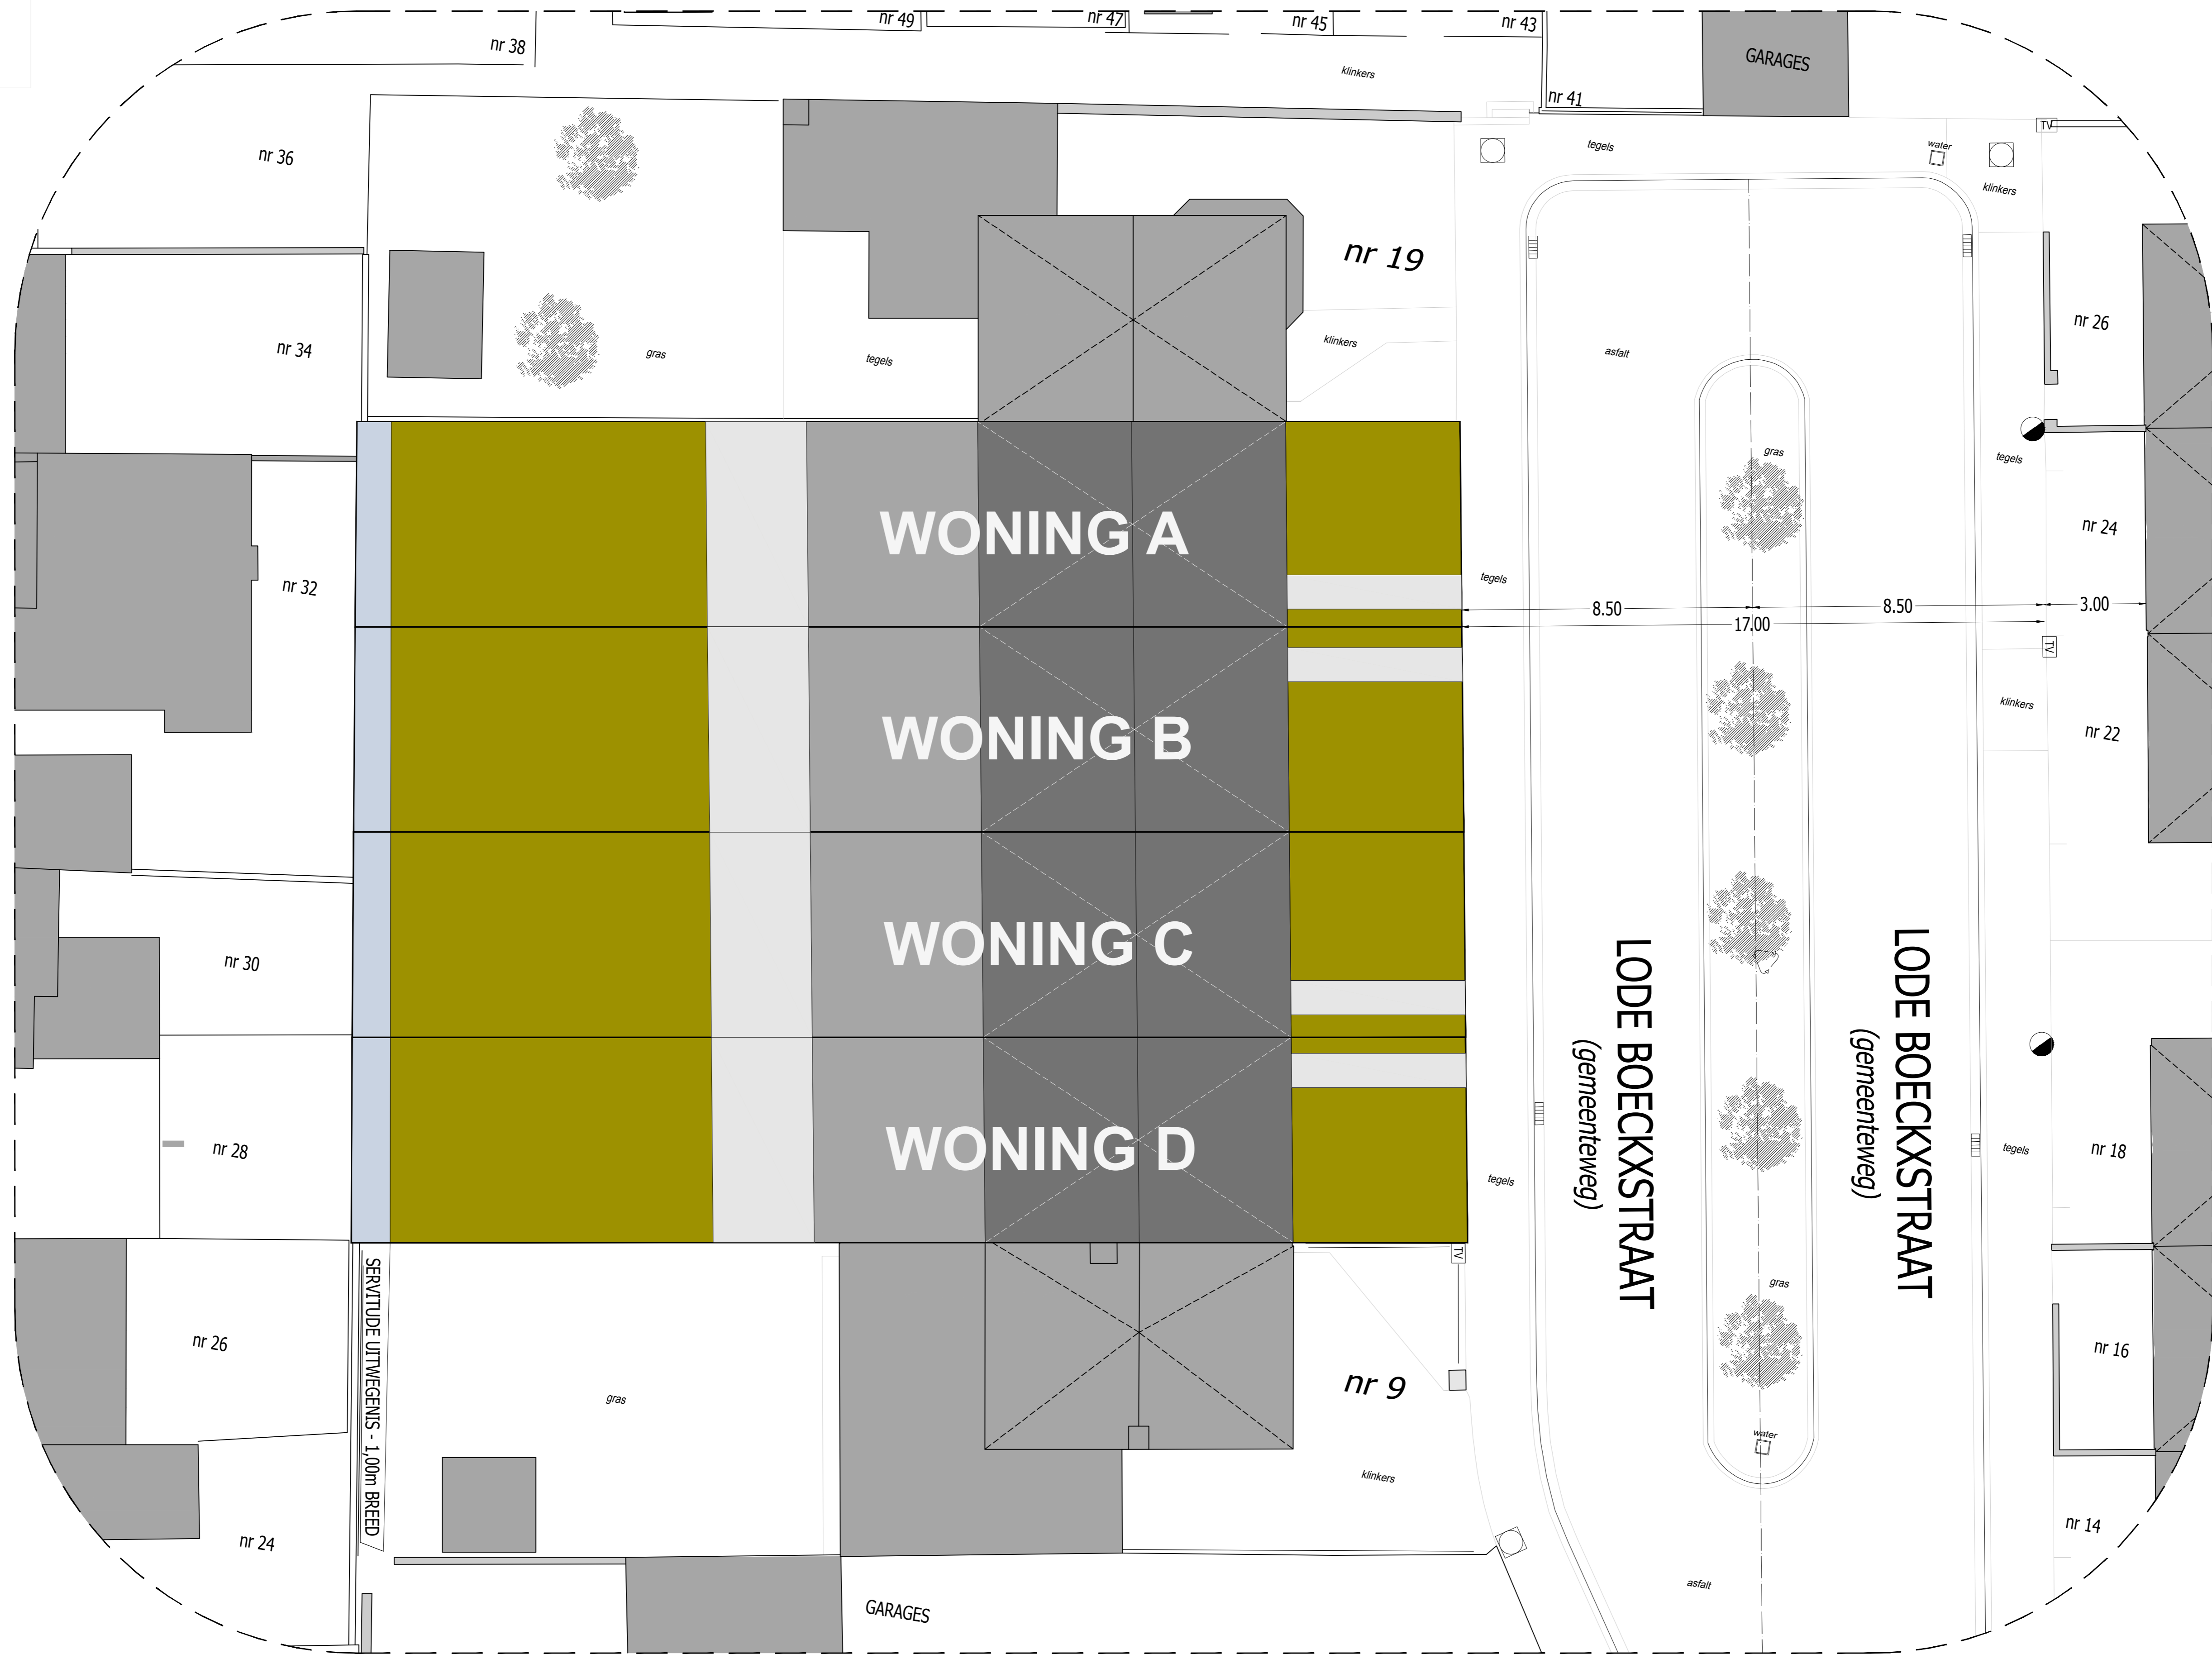 nr 49
nr 47
nr 45
nr 43
nr 38
klinkers
GARAGES
nr 41
TV
nr 36
tegels
water
klinkers
nr 19
nr 34
gras
tegels
klinkers
asfalt
nr 26
gras
tegels
WONING A
nr 24
nr 32
tegels
8.50
8.50
3.00
17.00
TV
WONING B
klinkers
nr 22
WONING C
nr 30
LODE BOECKXSTRAAT
(gemeenteweg)
LODE BOECKXSTRAAT
(gemeenteweg)
WONING D
nr 28
tegels
tegels
nr 18
TV
SERVITUDE UITWEGENIS - 1,00m BREED
gras
nr 26
nr 16
gras
nr 9
water
klinkers
nr 24
nr 14
asfalt
GARAGES